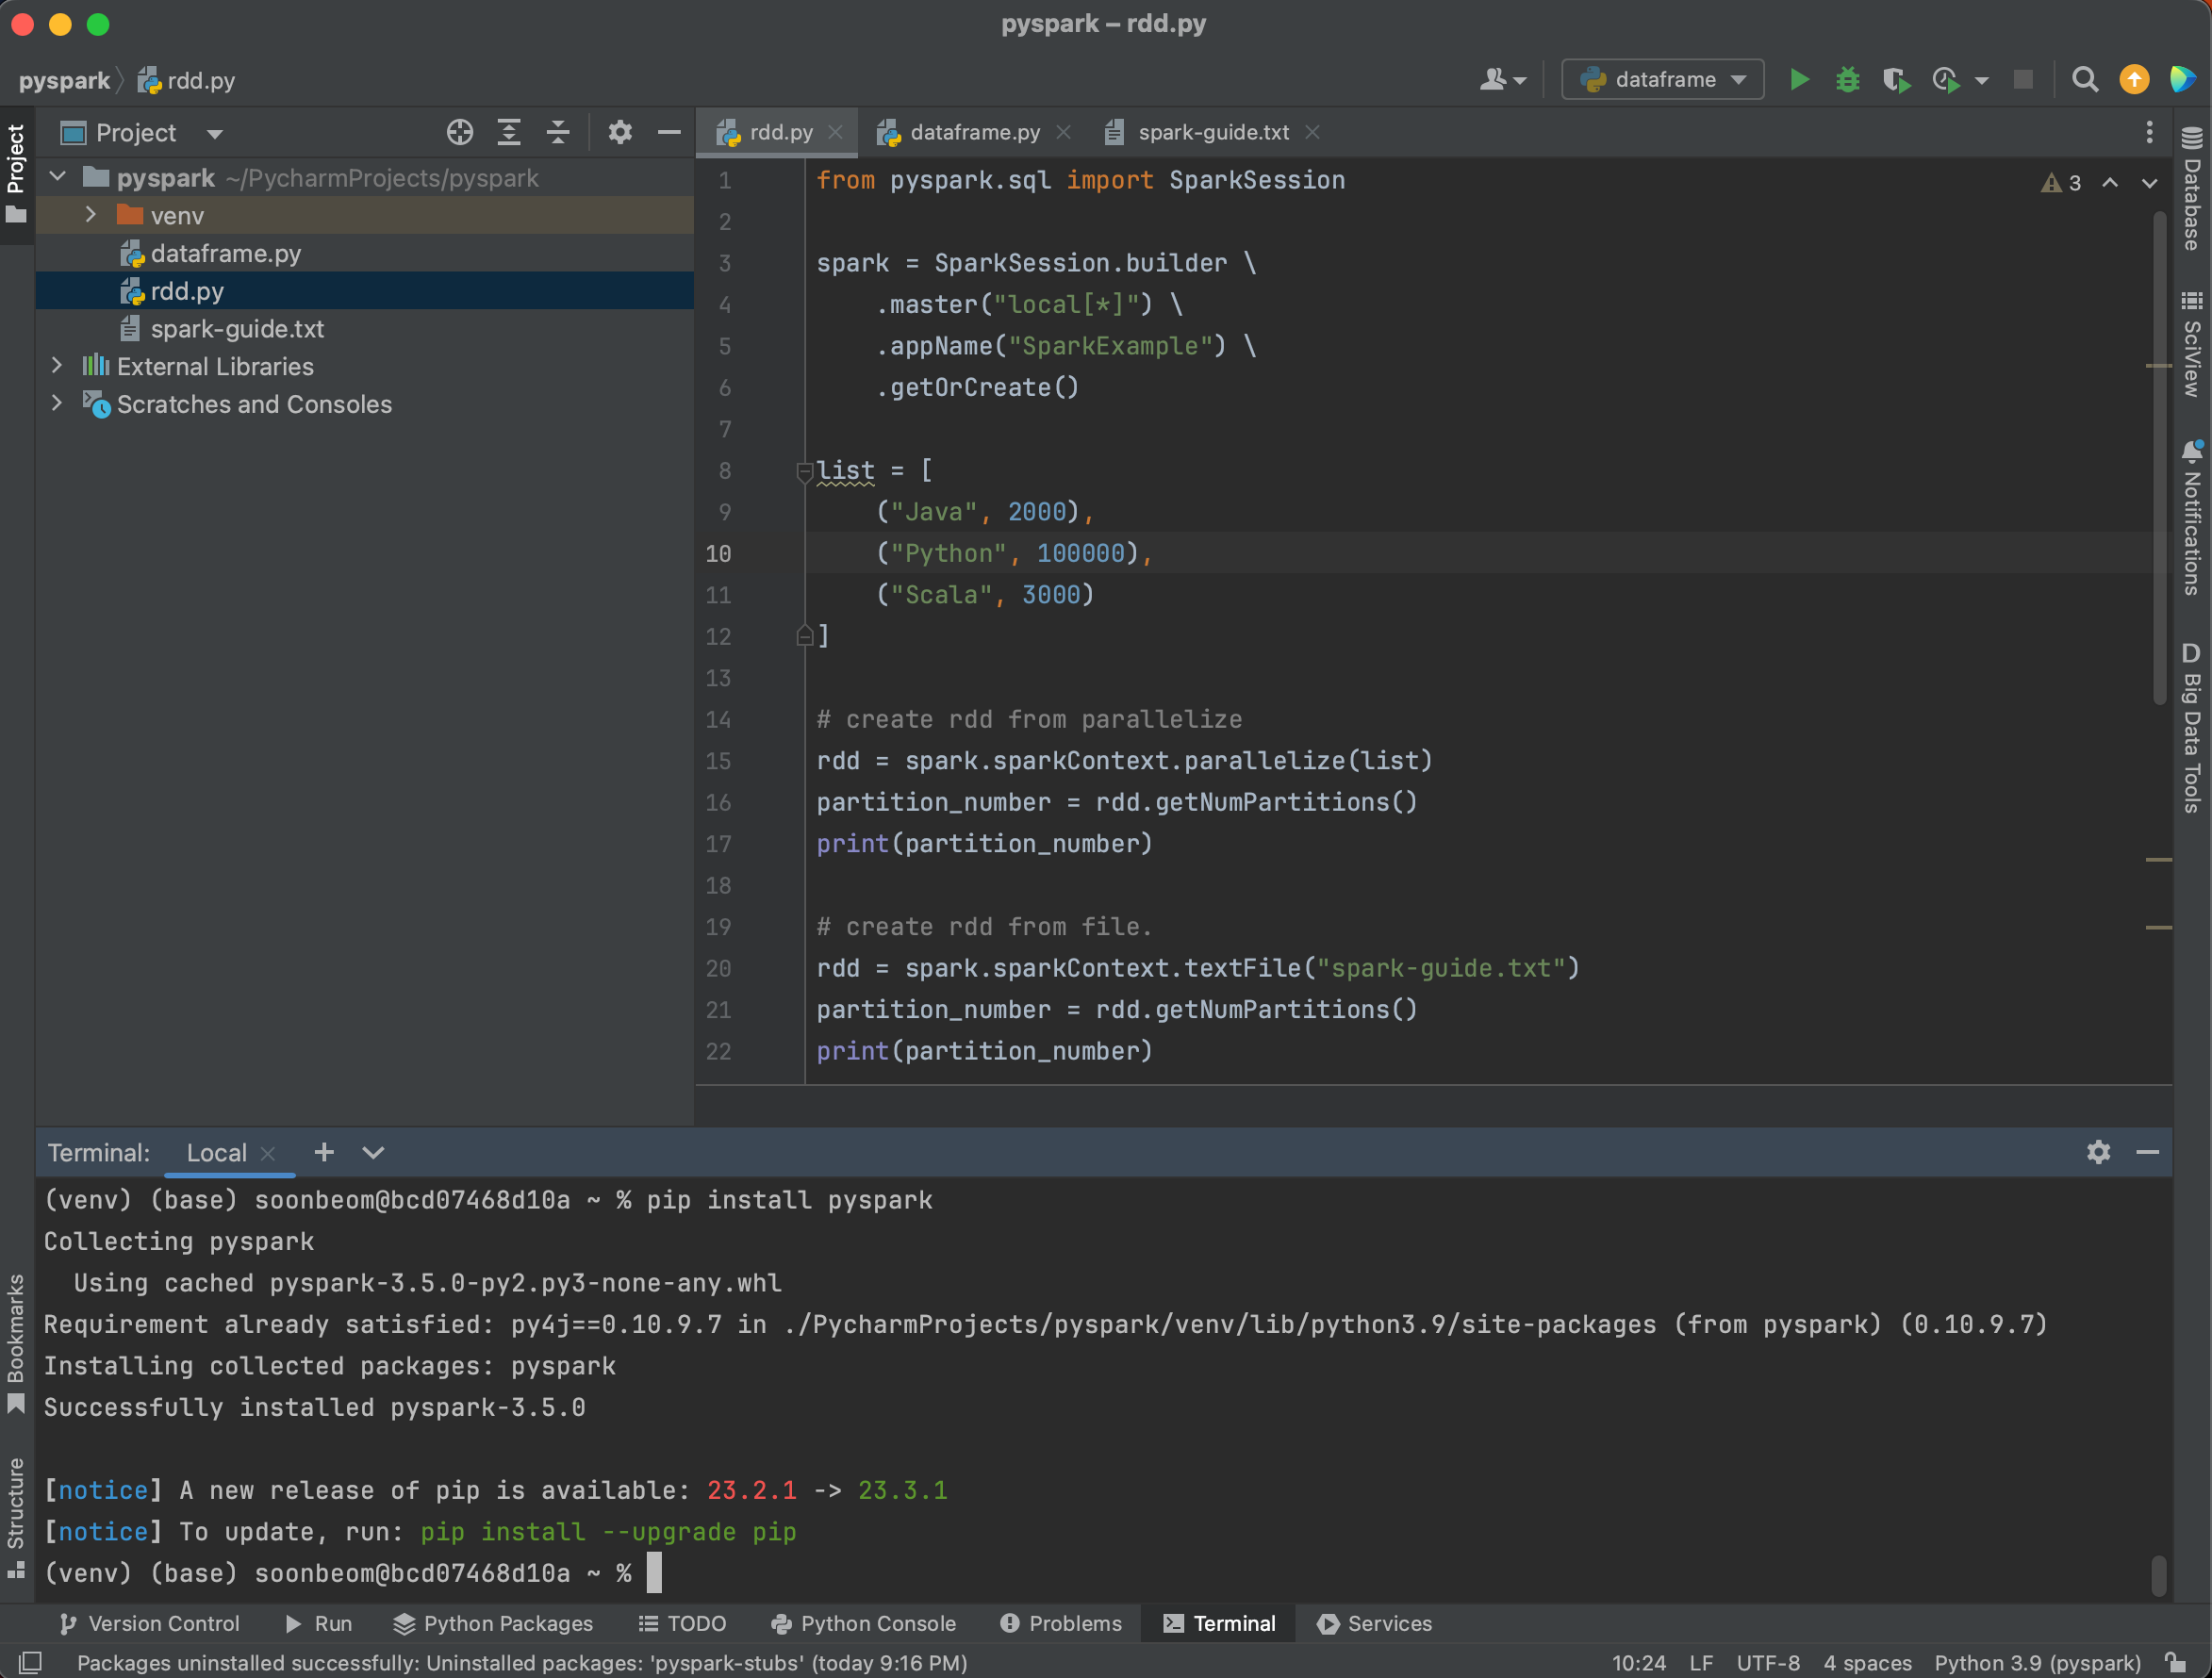 pyspark – rdd.py
pyspark rdd.py
dataframe
Project
Project
rdd.py
dataframe.py
spark-guide.txt
pyspark ~/PycharmProjects/pyspark
venv
dataframe.py
rdd.py
spark-guide.txt
External Libraries
Scratches and Consoles
3
1 from pyspark.sql import SparkSession
2
3 spark = SparkSession.builder \
4     .master("local[*]") \
5     .appName("SparkExample") \
6     .getOrCreate()
7
8 list = [
9     ("Java", 2000),
10     ("Python", 100000),
11     ("Scala", 3000)
12 ]
13
14 # create rdd from parallelize
15 rdd = spark.sparkContext.parallelize(list)
16 partition_number = rdd.getNumPartitions()
17 print(partition_number)
18
19 # create rdd from file.
20 rdd = spark.sparkContext.textFile("spark-guide.txt")
21 partition_number = rdd.getNumPartitions()
22 print(partition_number)
Database
SciView
Notifications
D Big Data Tools
Terminal: Local
(venv) (base) soonbeom@bcd07468d10a ~ % pip install pyspark
Collecting pyspark
  Using cached pyspark-3.5.0-py2.py3-none-any.whl
Requirement already satisfied: py4j==0.10.9.7 in ./PycharmProjects/pyspark/venv/lib/python3.9/site-packages (from pyspark) (0.10.9.7)
Installing collected packages: pyspark
Successfully installed pyspark-3.5.0
[notice] A new release of pip is available: 23.2.1 -> 23.3.1
[notice] To update, run: pip install --upgrade pip
(venv) (base) soonbeom@bcd07468d10a ~ %
Bookmarks
Structure
Version Control Run Python Packages TODO Python Console Problems Terminal Services
Packages uninstalled successfully: Uninstalled packages: 'pyspark-stubs' (today 9:16 PM) 10:24 LF UTF-8 4 spaces Python 3.9 (pyspark)